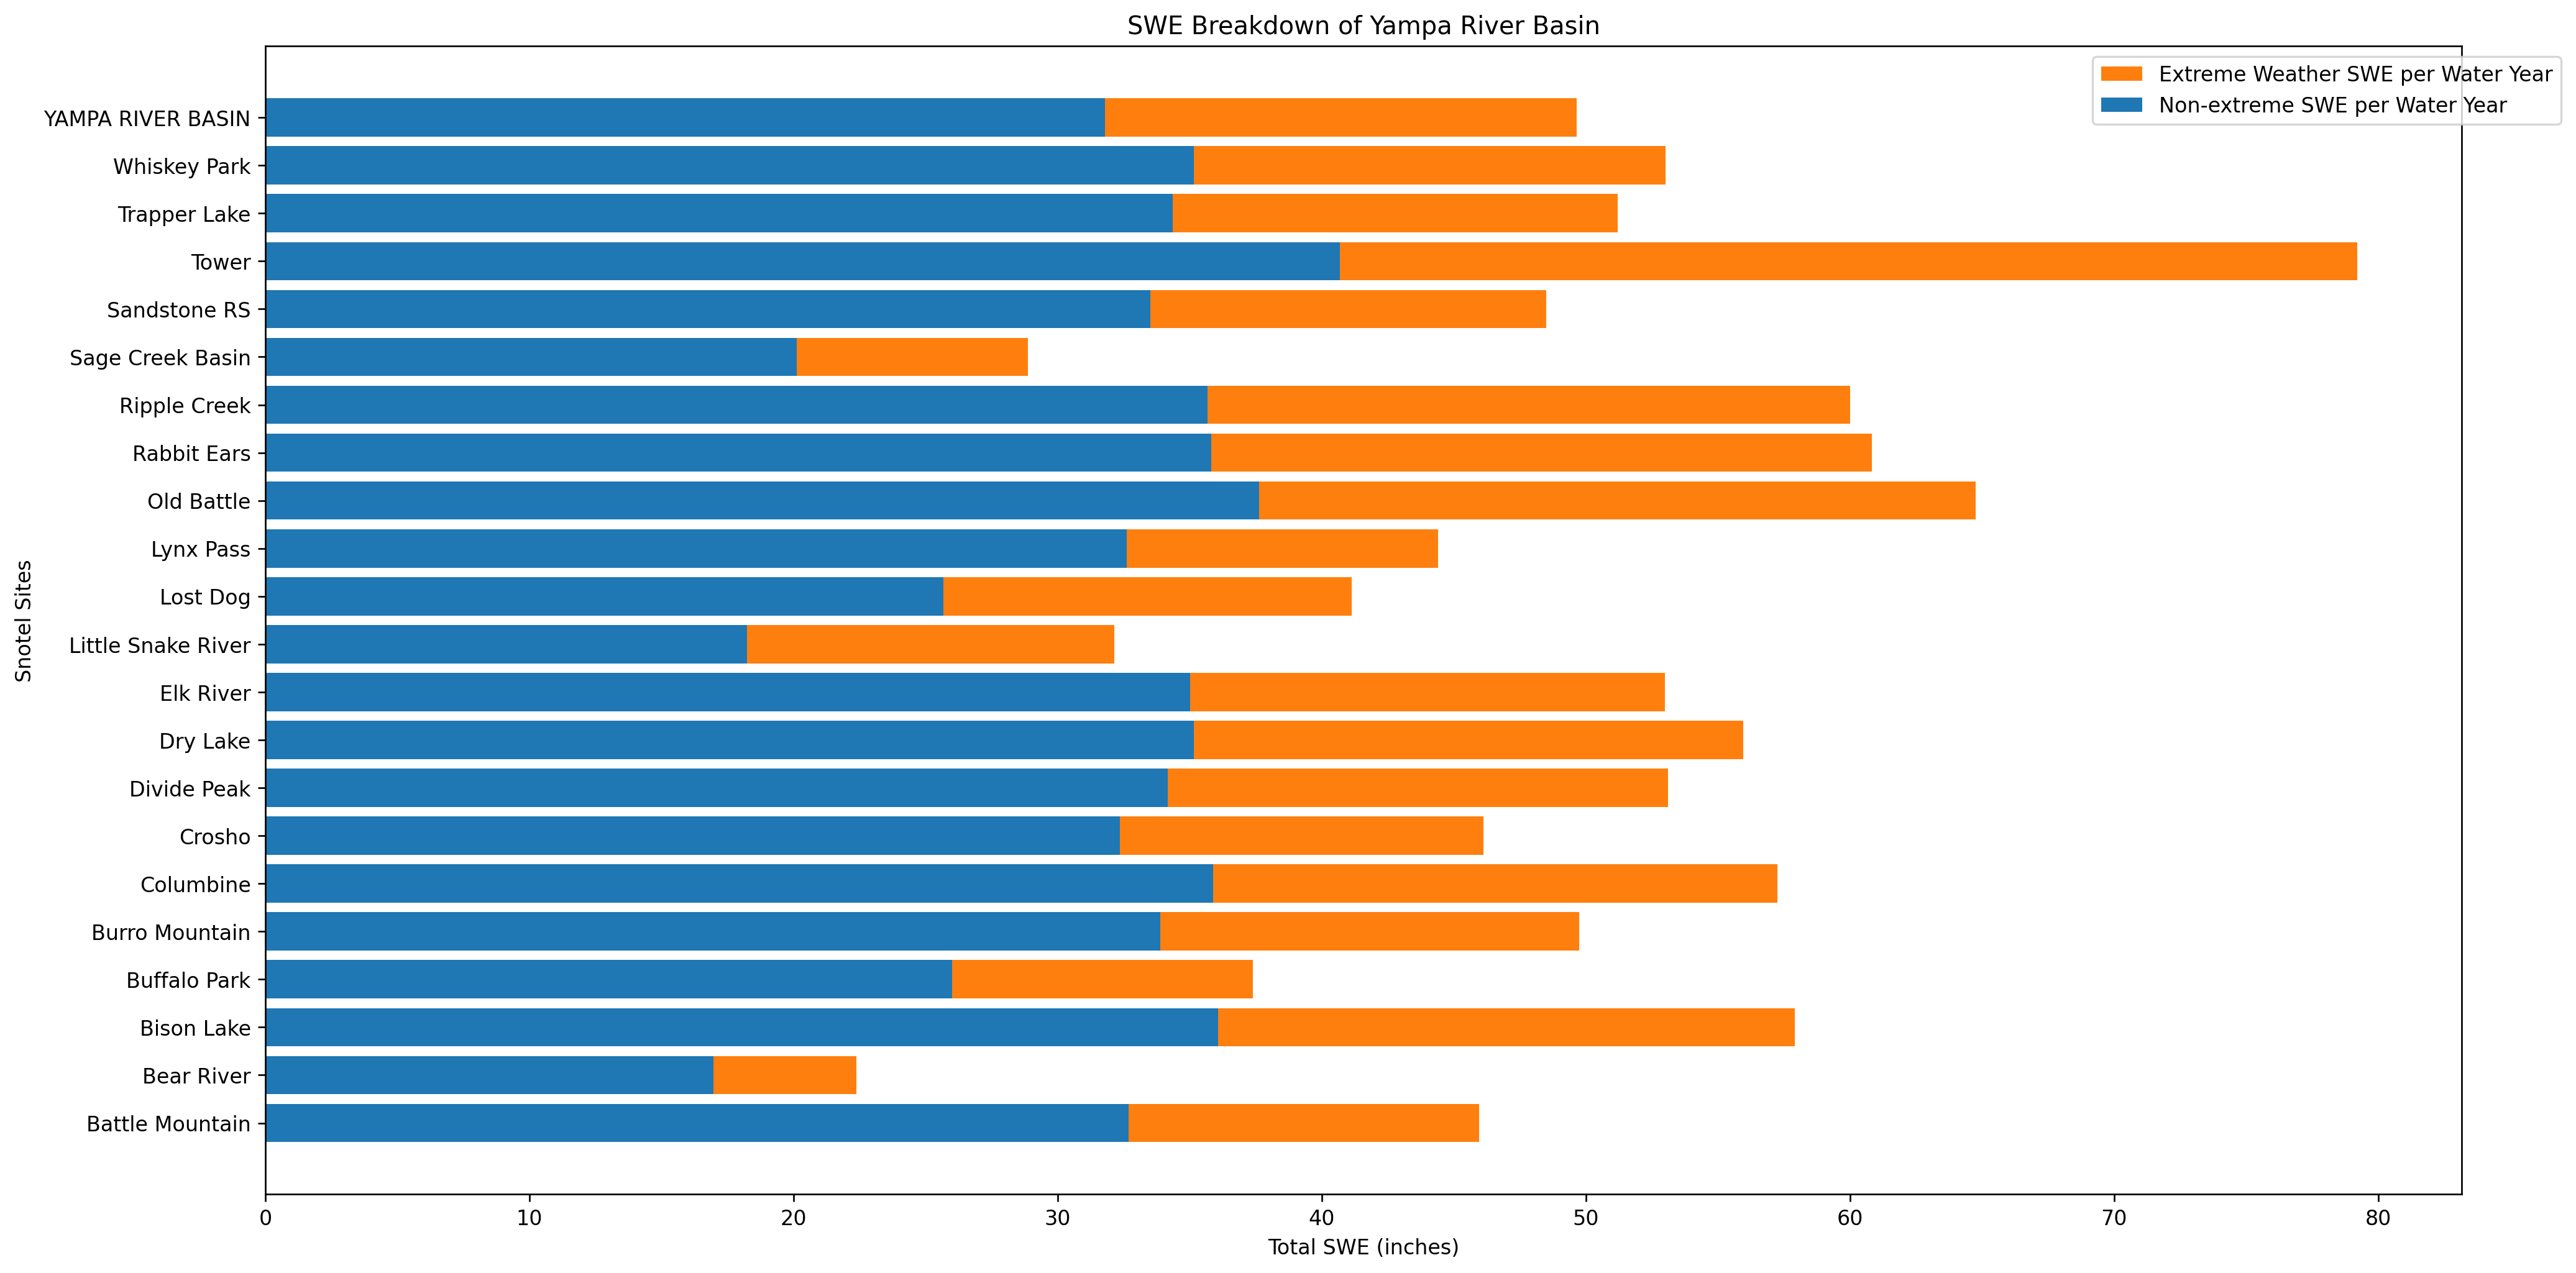 SWE Breakdown of Yampa River Basin
Extreme Weather SWE per Water Year
Non-extreme SWE per Water Year
YAMPA RIVER BASIN
Whiskey Park
Trapper Lake
Tower
Sandstone RS
Sage Creek Basin
Ripple Creek
Rabbit Ears
Old Battle
Lynx Pass
Lost Dog
Little Snake River
Elk River
Dry Lake
Divide Peak
Crosho
Columbine
Burro Mountain
Buffalo Park
Bison Lake
Bear River
Battle Mountain
Snotel Sites
0 10 20 30 40 50 60 70 80
Total SWE (inches)